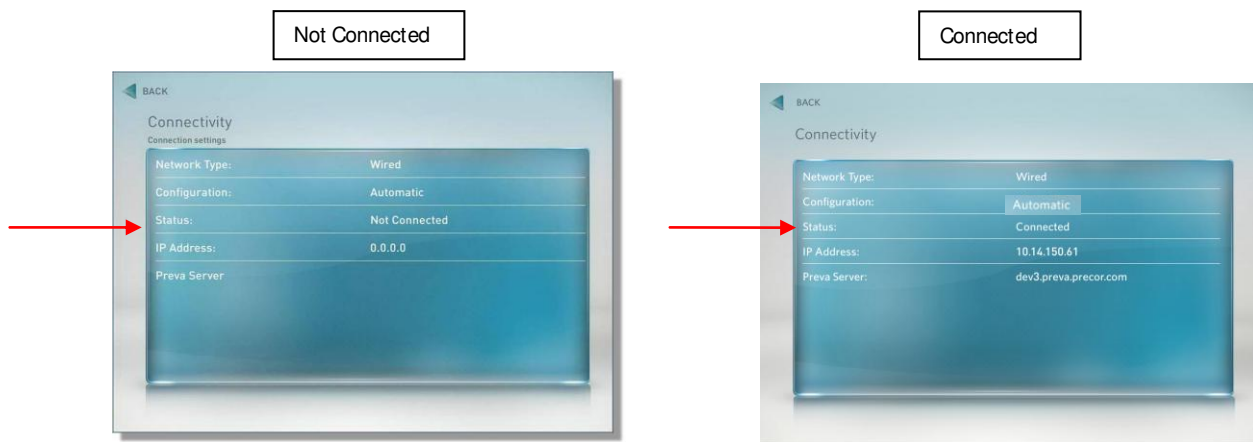 Not Connected
BACK
Connectivity
Connection settings
Network Type: Wired
Configuration: Automatic
Status: Not Connected
IP Address: 0.0.0.0
Preva Server
Connected
BACK
Connectivity
Network Type: Wired
Configuration: Automatic
Status: Connected
IP Address: 10.14.150.61
Preva Server: dev3.preva.precor.com